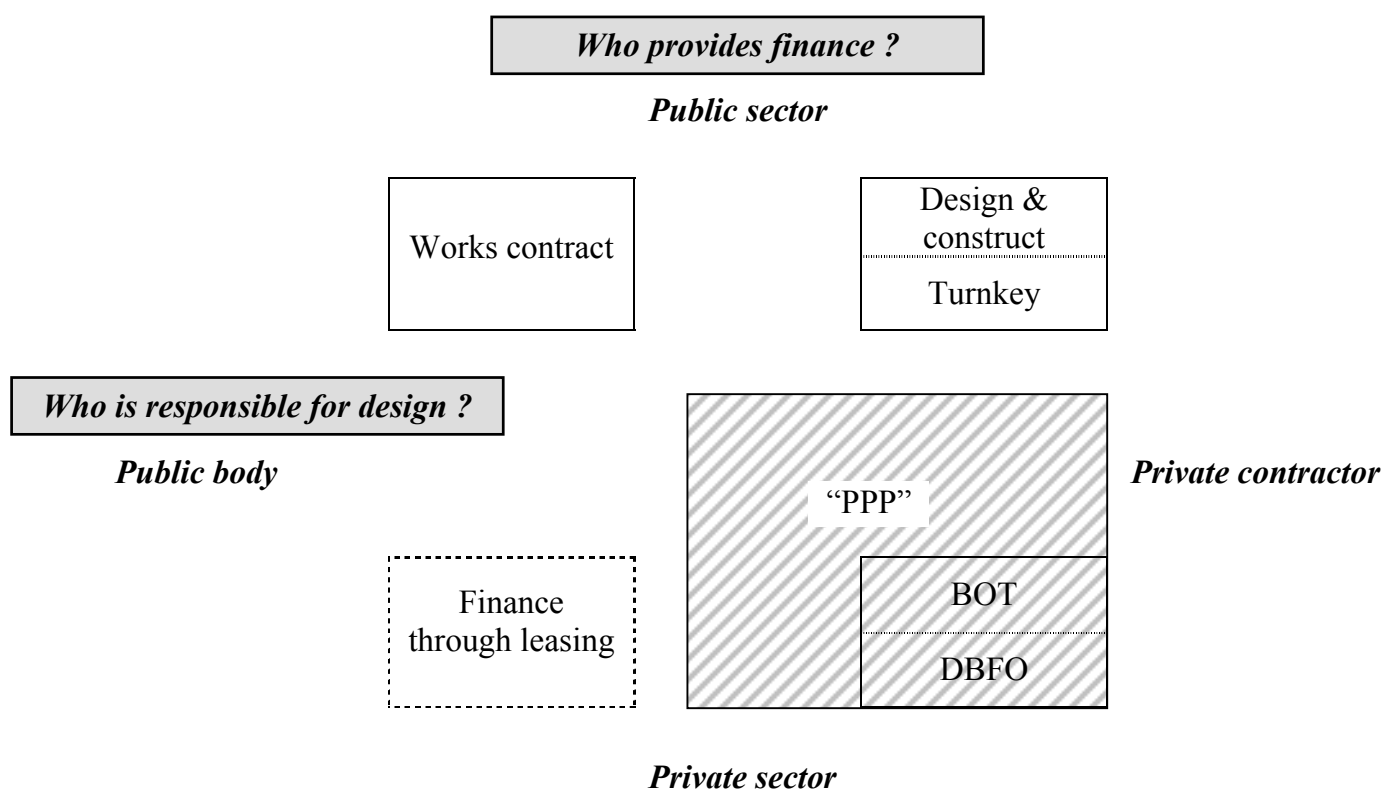 Who provides finance ?
Public sector
Works contract
Design &
construct
Turnkey
Who is responsible for design ?
Public body
Private contractor
“PPP”
Finance
through leasing
BOT
DBFO
Private sector